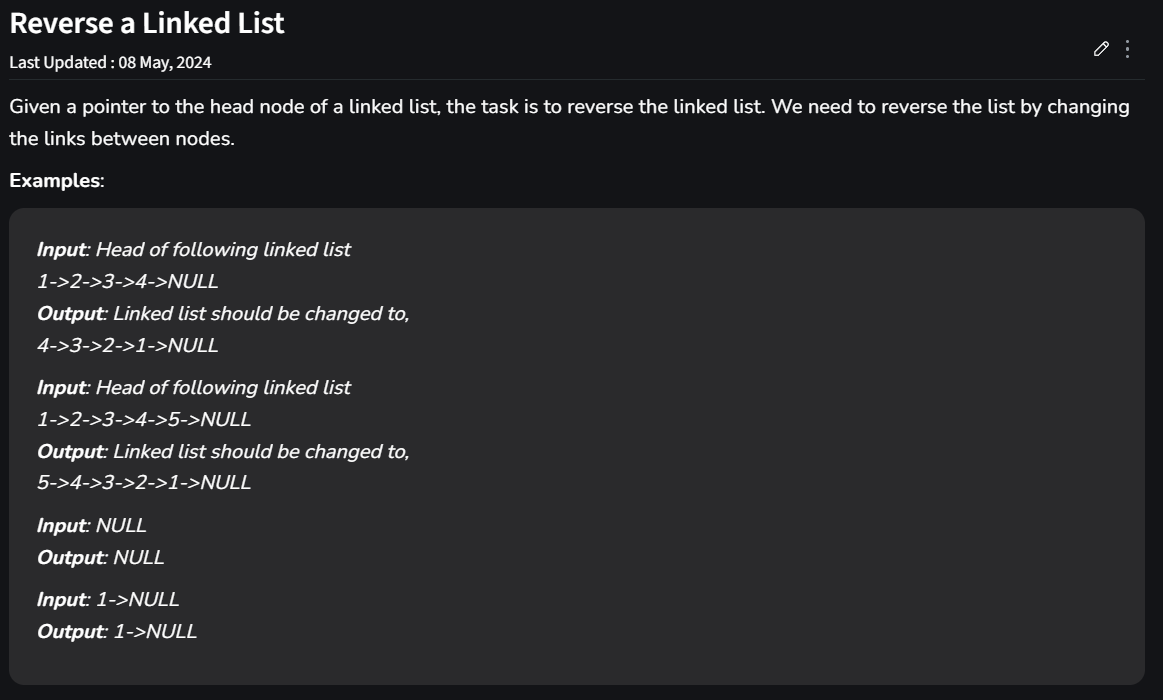 Reverse a Linked List
Last Updated : 08 May, 2024
Given a pointer to the head node of a linked list, the task is to reverse the linked list. We need to reverse the list by changing
the links between nodes.
Examples:
Input: Head of following linked list
1->2->3->4->NULL
Output: Linked list should be changed to,
4->3->2->1->NULL
Input: Head of following linked list
1->2->3->4->5->NULL
Output: Linked list should be changed to,
5->4->3->2->1->NULL
Input: NULL
Output: NULL
Input: 1->NULL
Output: 1->NULL